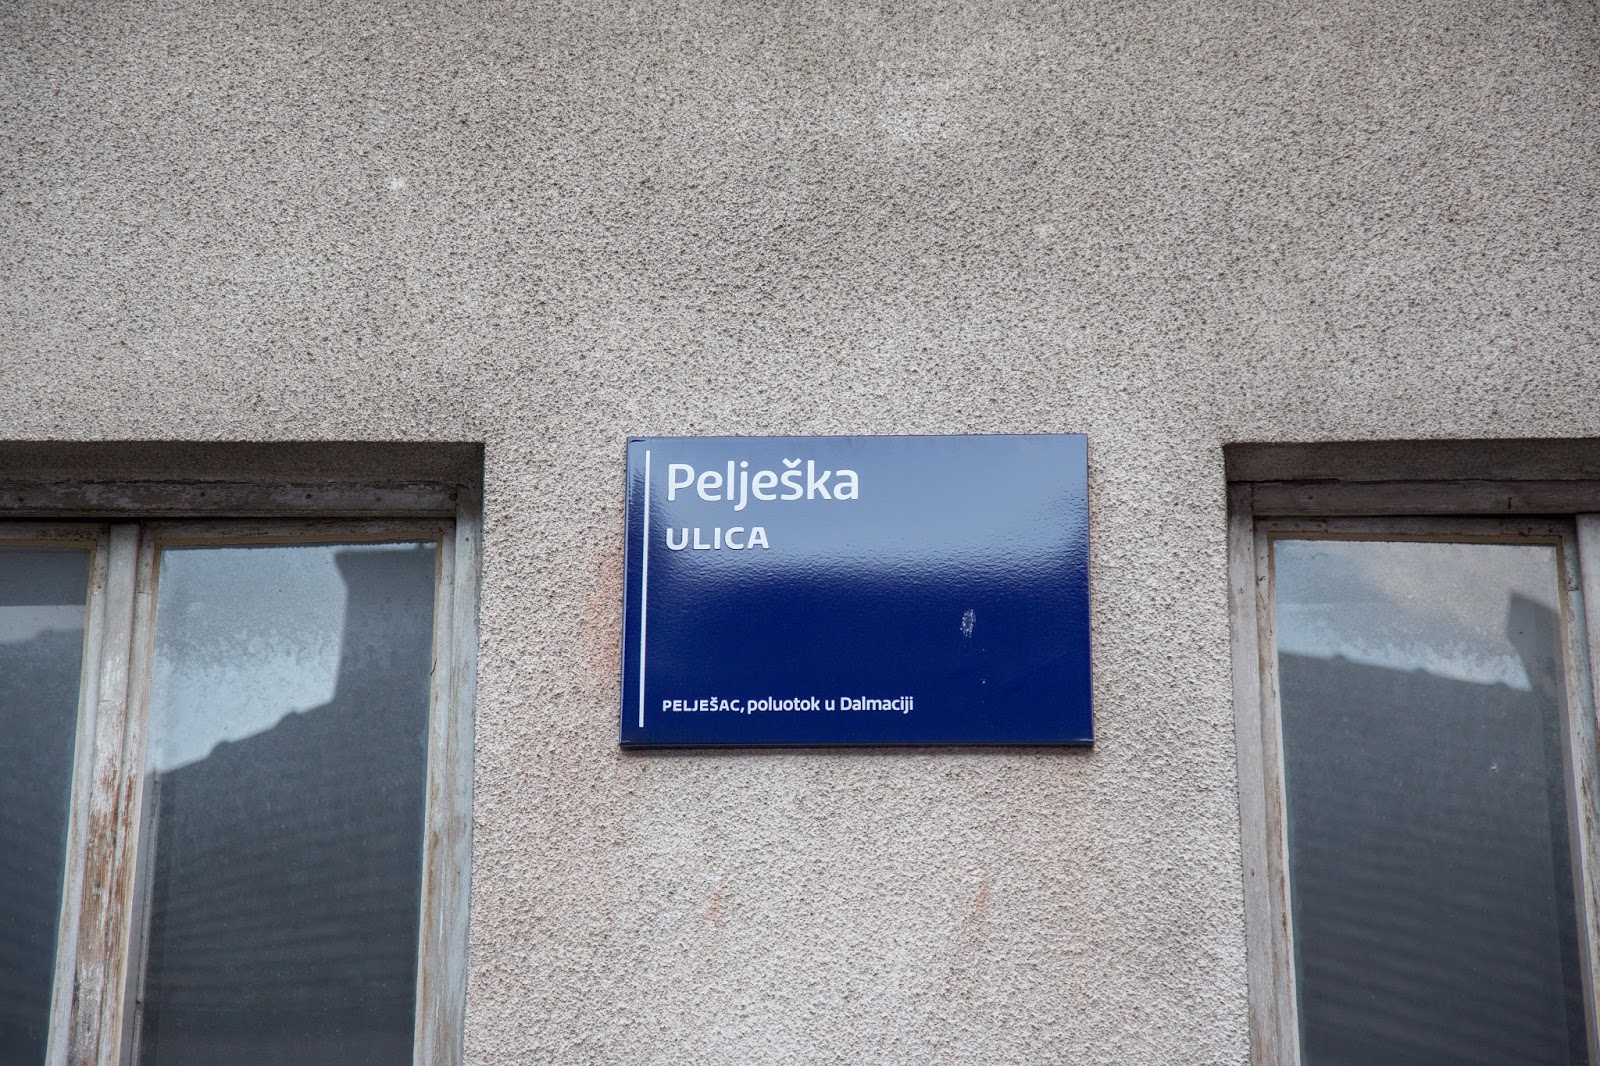 Pelješka
ULICA
PELJEŠAC, poluotok u Dalmaciji